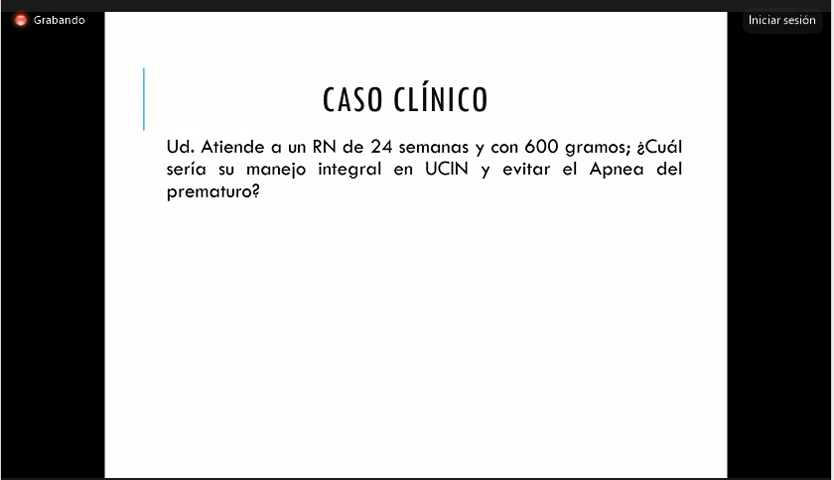 Grabando
Iniciar sesión
CASO CLÍNICO
Ud. Atiende a un RN de 24 semanas y con 600 gramos; ¿Cuál
sería su manejo integral en UCIN y evitar el Apnea del
prematuro?